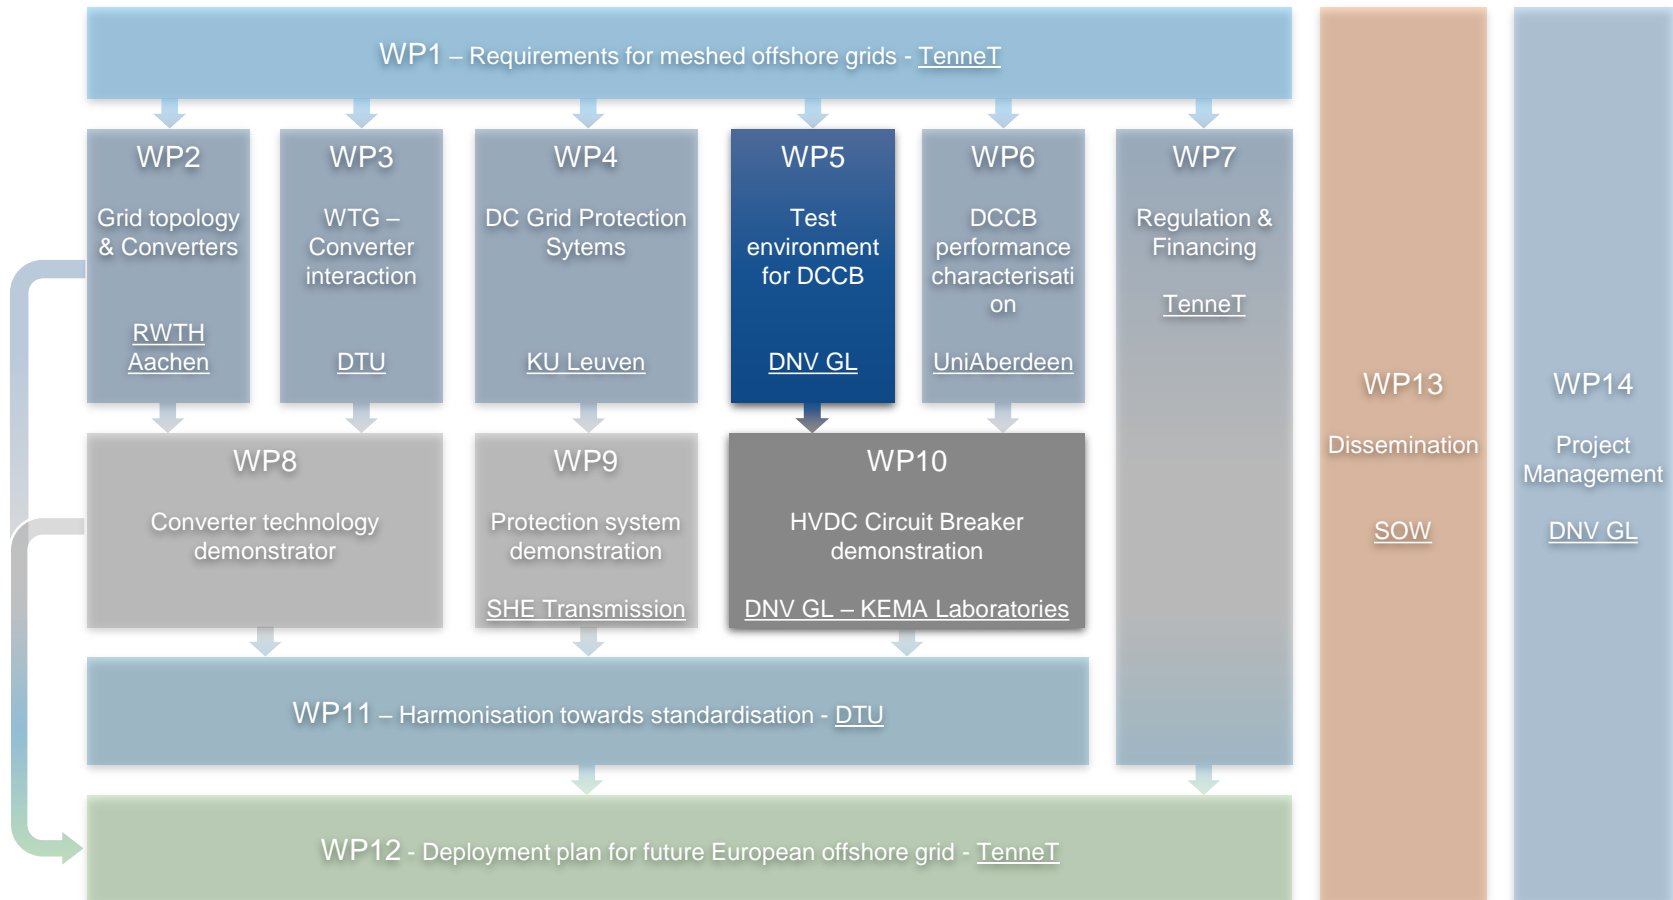 WP1 – Requirements for meshed offshore grids - TenneT
WP2
Grid topology
& Converters
RWTH
Aachen
WP3
WTG –
Converter
interaction
DTU
WP4
DC Grid Protection
Sytems
KU Leuven
WP5
Test
environment
for DCCB
DNV GL
WP6
DCCB
performance
characterisati
on
UniAberdeen
WP7
Regulation &
Financing
TenneT
WP8
Converter technology
demonstrator
WP9
Protection system
demonstration
SHE Transmission
WP10
HVDC Circuit Breaker
demonstration
DNV GL – KEMA Laboratories
WP11 – Harmonisation towards standardisation - DTU
WP12 - Deployment plan for future European offshore grid - TenneT
WP13
Dissemination
SOW
WP14
Project
Management
DNV GL